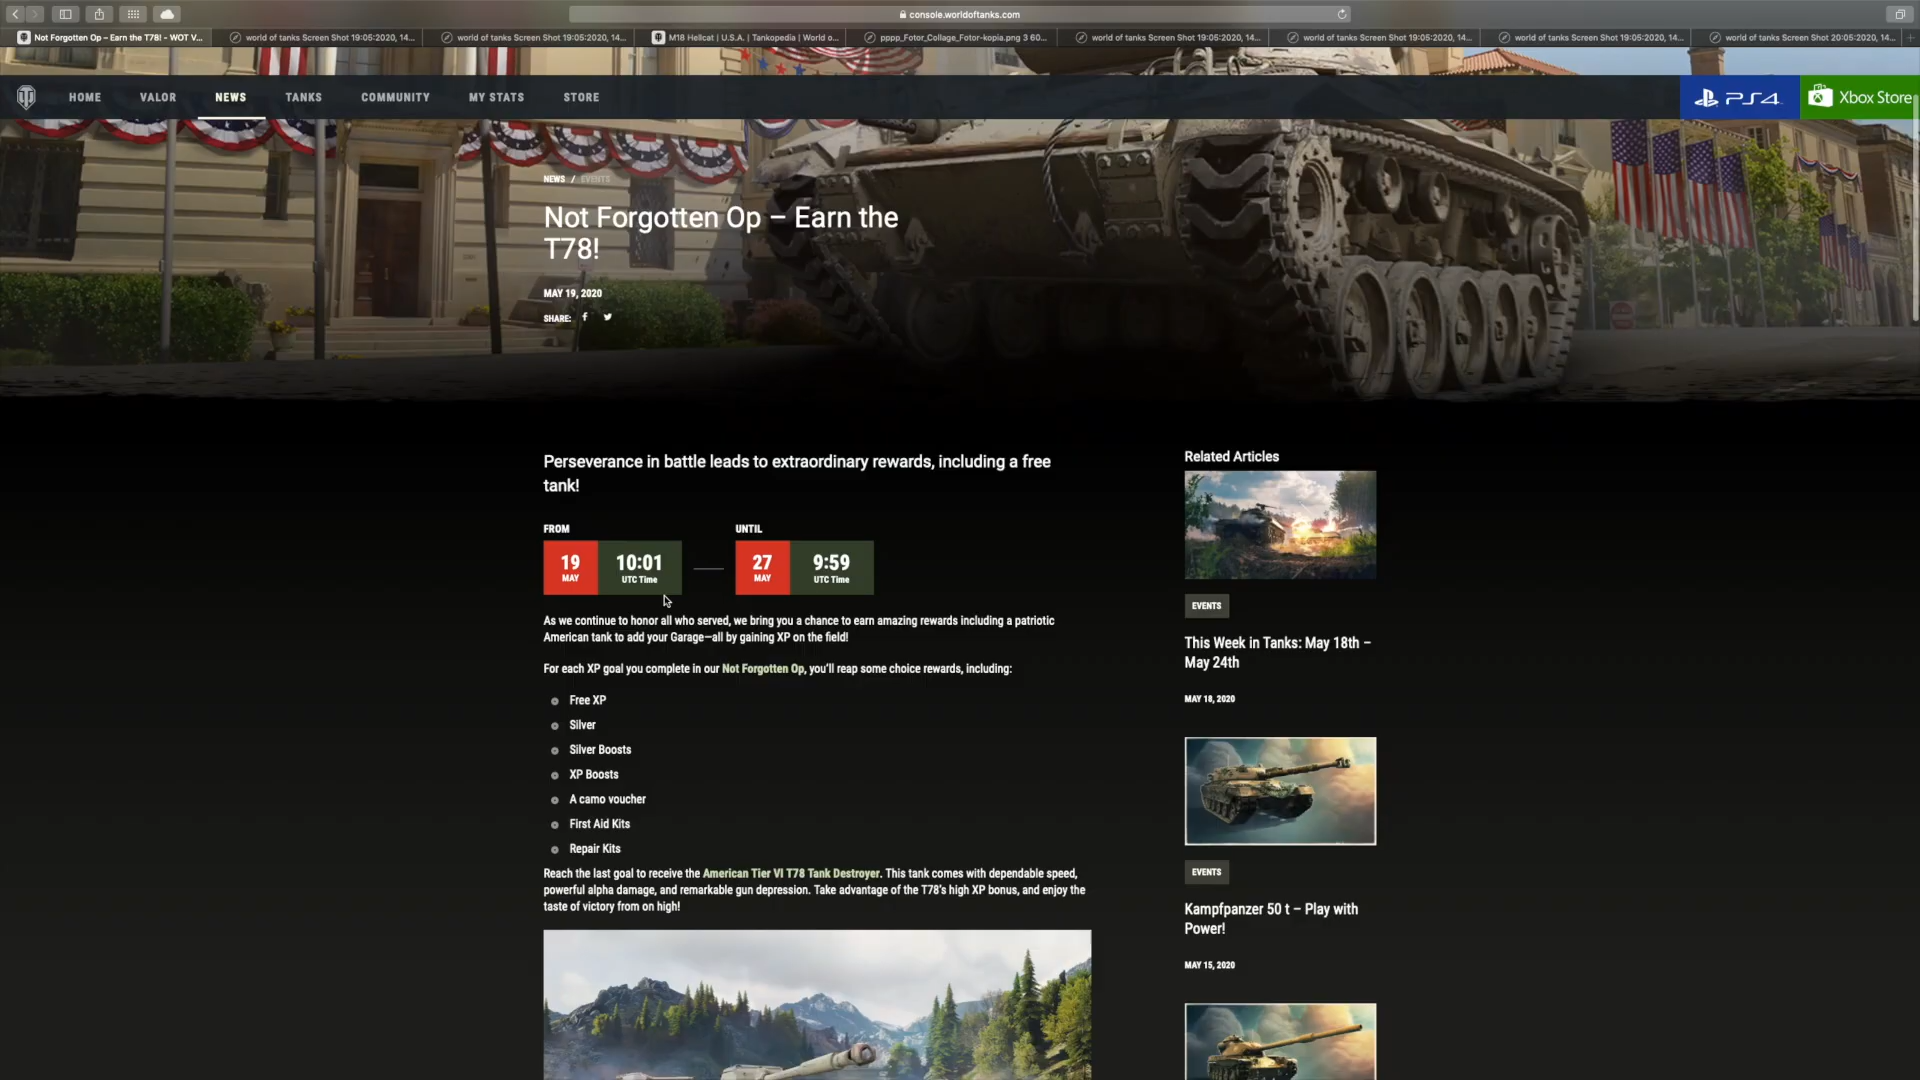 console.worldoftanks.com
Not Forgotten Op – Earn the T78! - WOT V...
world of tanks Screen Shot 19:05:2020, 14...
world of tanks Screen Shot 19:05:2020, 14...
M18 Hellcat | U.S.A. | Tankopedia | World o...
pppp_Fotor_Collage_Fotor-kopia.png 3 60...
world of tanks Screen Shot 19:05:2020, 14...
world of tanks Screen Shot 19:05:2020, 14...
world of tanks Screen Shot 19:05:2020, 14...
world of tanks Screen Shot 20:05:2020, 14...
HOME
VALOR
NEWS
TANKS
COMMUNITY
MY STATS
STORE
PS4
Xbox Store
NEWS / EVENTS
Not Forgotten Op – Earn the
T78!
MAY 19, 2020
SHARE:
Perseverance in battle leads to extraordinary rewards, including a free
tank!
FROM
19
MAY
10:01
UTC Time
UNTIL
27
MAY
9:59
UTC Time
As we continue to honor all who served, we bring you a chance to earn amazing rewards including a patriotic
American tank to add your Garage—all by gaining XP on the field!
For each XP goal you complete in our Not Forgotten Op, you'll reap some choice rewards, including:
Free XP
Silver
Silver Boosts
XP Boosts
A camo voucher
First Aid Kits
Repair Kits
Reach the last goal to receive the American Tier VI T78 Tank Destroyer. This tank comes with dependable speed,
powerful alpha damage, and remarkable gun depression. Take advantage of the T78's high XP bonus, and enjoy the
taste of victory from on high!
Related Articles
EVENTS
This Week in Tanks: May 18th –
May 24th
MAY 18, 2020
EVENTS
Kampfpanzer 50 t – Play with
Power!
MAY 15, 2020